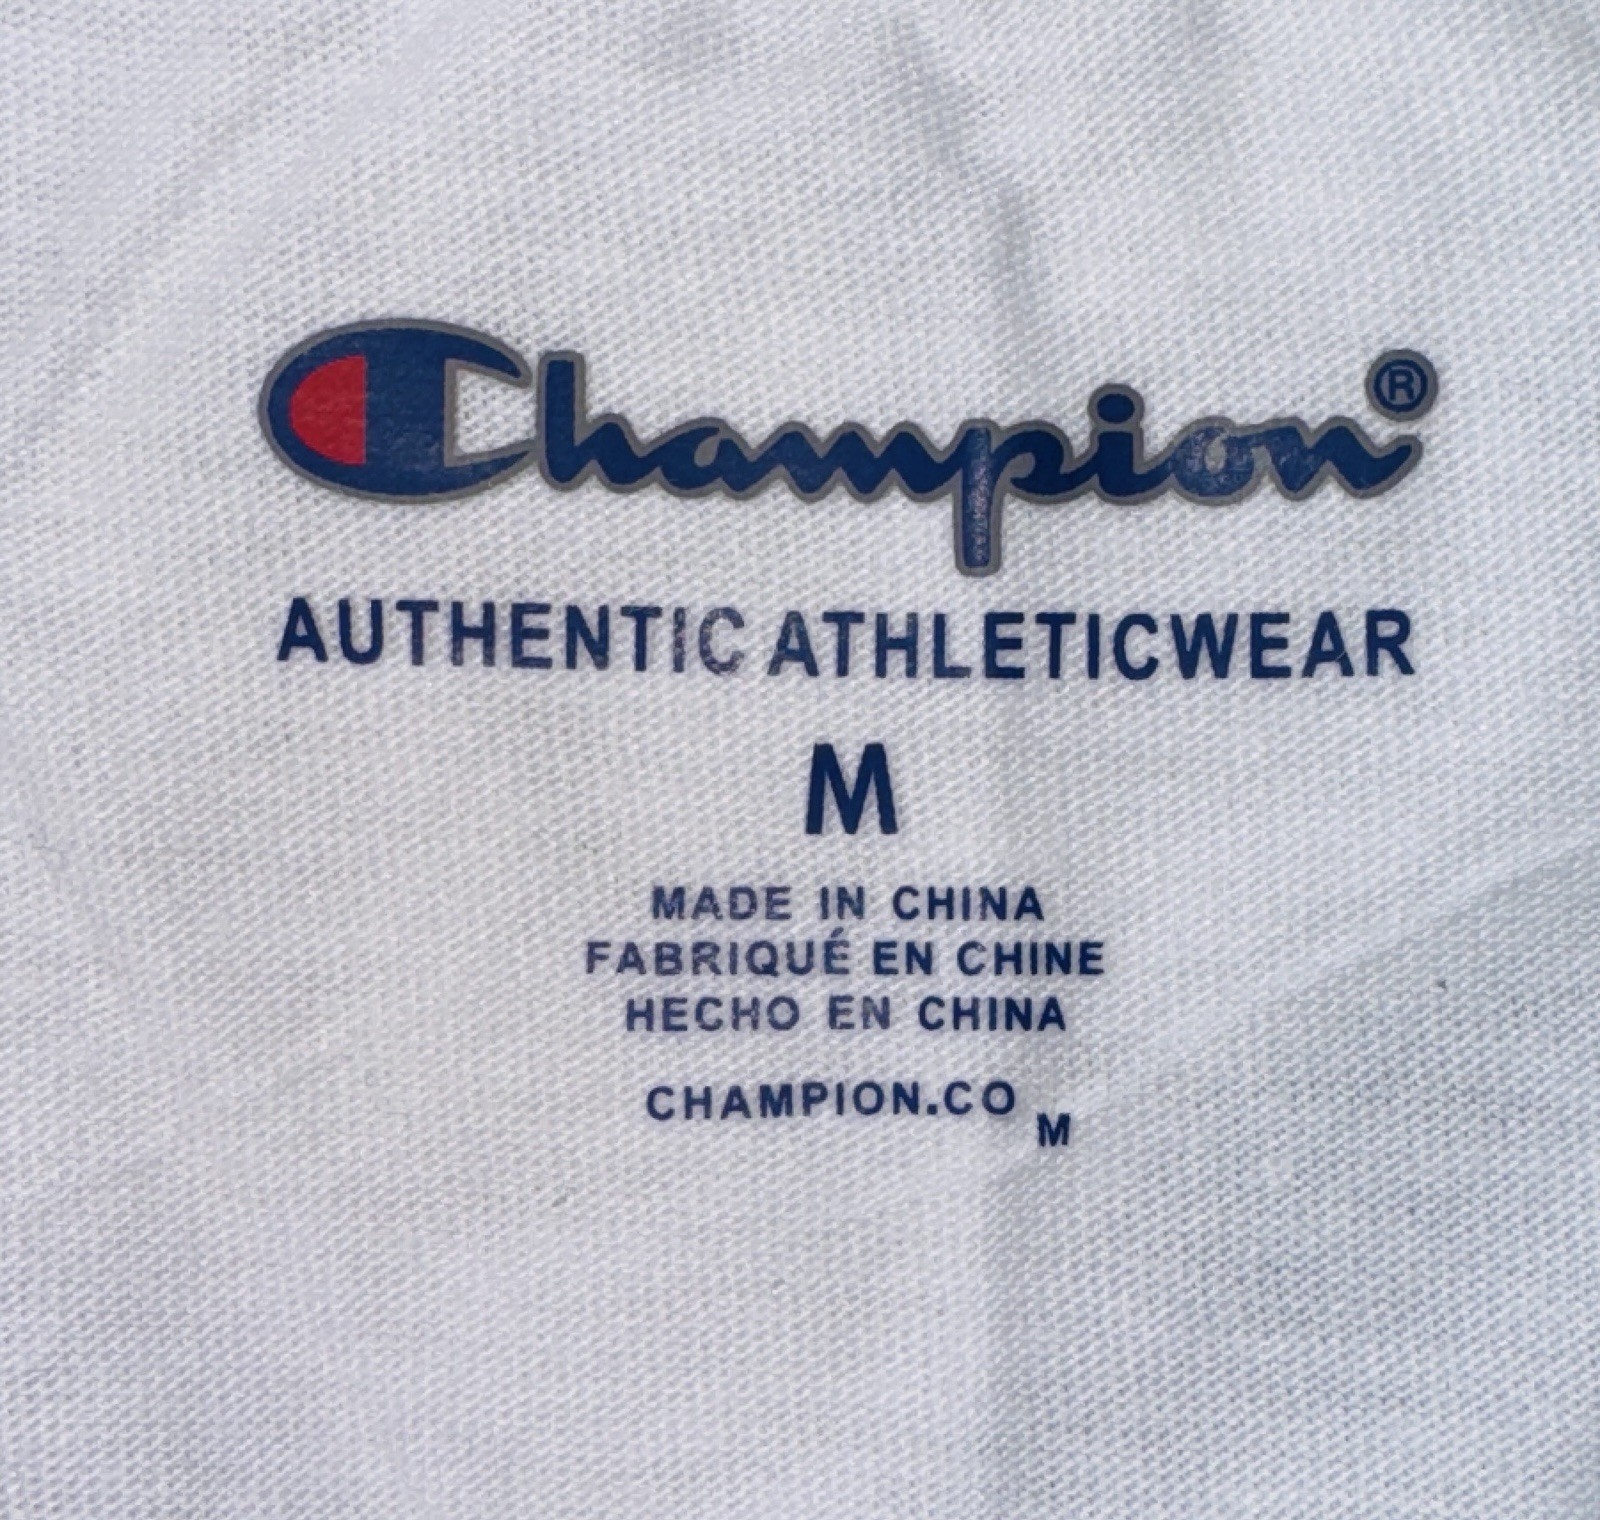 Champion®
AUTHENTIC ATHLETICWEAR
M
MADE IN CHINA
FABRIQUÉ EN CHINE
HECHO EN CHINA
CHAMPION.CO
M